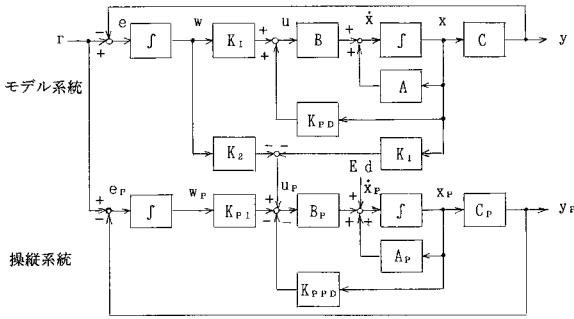 r e ∫ w K_I u B ẋ ∫ x C y
A
モデル系統
K_PD
K_2 K_1
E d
e_P ∫ w_P K_PI u_P B_P ẋ_P ∫ x_P C_P y_P
A_P
操縦系統
K_PPD